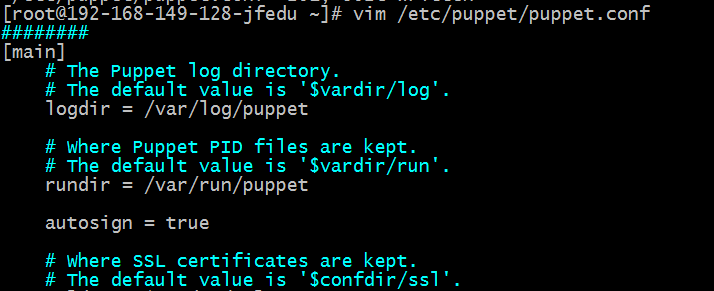 [root@192-168-149-128-jfedu ~]# vim /etc/puppet/puppet.conf
########
[main]
# The Puppet log directory.
# The default value is '$vardir/log'.
logdir = /var/log/puppet
# Where Puppet PID files are kept.
# The default value is '$vardir/run'.
rundir = /var/run/puppet
autosign = true
# Where SSL certificates are kept.
# The default value is '$confdir/ssl'.